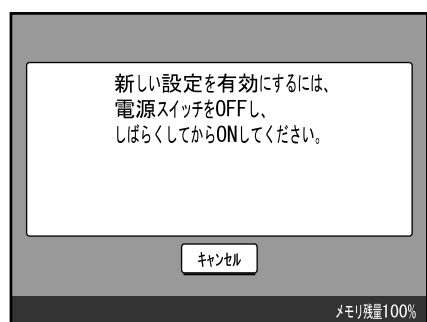 新しい設定を有効にするには、
電源スイッチをOFFし、
しばらくしてからONしてください。
キャンセル
メモリ残量100%